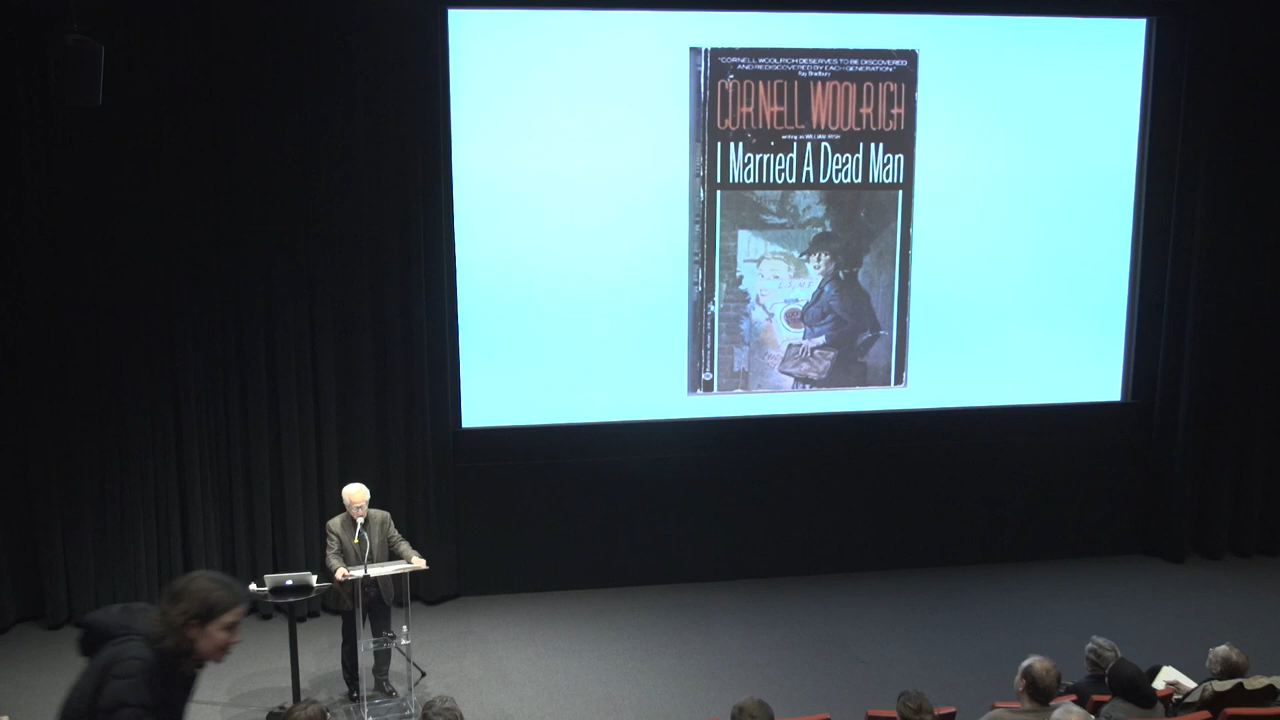 "CORNELL WOOLRICH DESERVES TO BE DISCOVERED
AND REDISCOVERED BY EACH GENERATION."
Ray Bradbury
CORNELL WOOLRICH
writing as WILLIAM IRISH
I Married A Dead Man